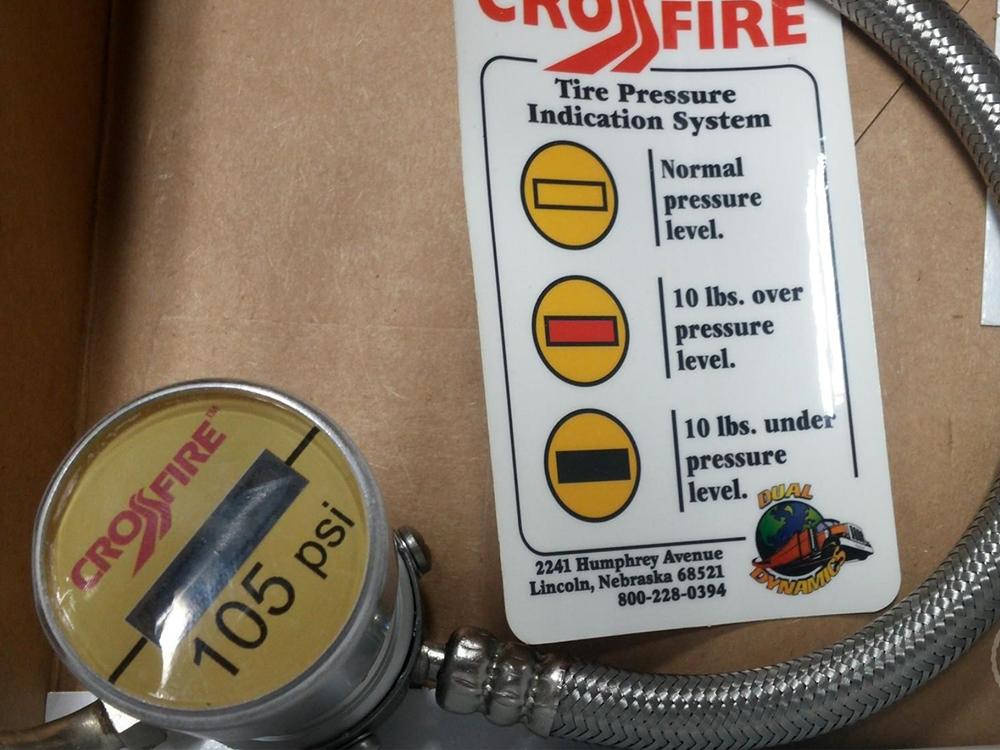 CROSSFIRE
Tire Pressure
Indication System
Normal
pressure
level.
10 lbs. over
pressure
level.
10 lbs. under
pressure
level.
DUAL
DYNAMICS
2241 Humphrey Avenue
Lincoln, Nebraska 68521
800-228-0394
CROSSFIRE™
105 psi